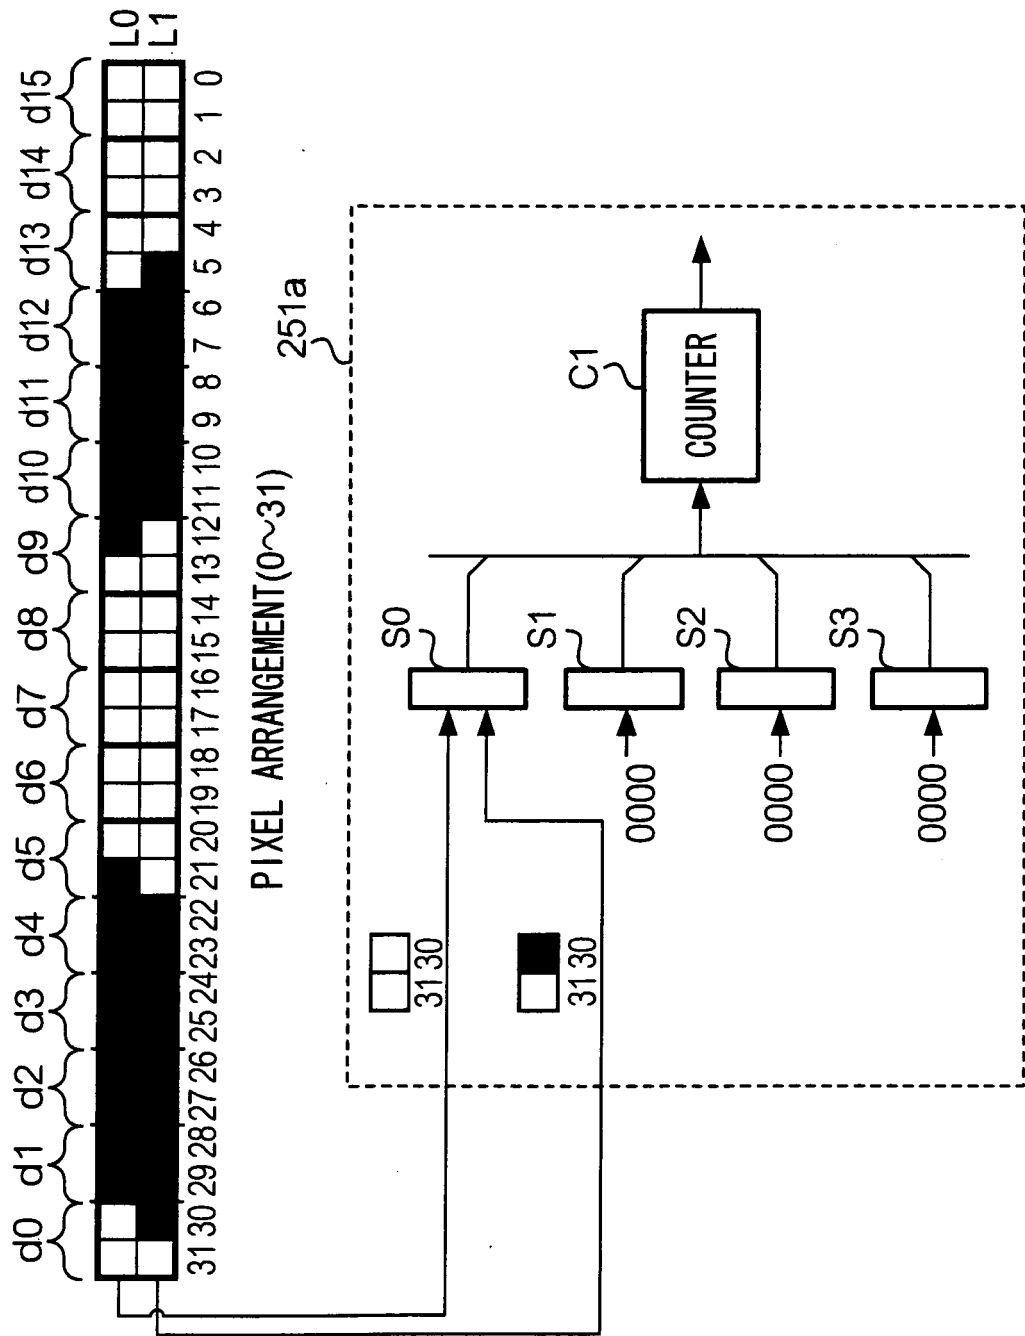 d0 d1 d2 d3 d4 d5 d6 d7 d8 d9 d10 d11 d12 d13 d14 d15
L0
L1
31 30 29 28 27 26 25 24 23 22 21 20 19 18 17 16 15 14 13 12 11 10 9 8 7 6 5 4 3 2 1 0
PIXEL ARRANGEMENT(0~31)
251a
31 30
S0
31 30
0000
S1
C1
COUNTER
0000
S2
0000
S3